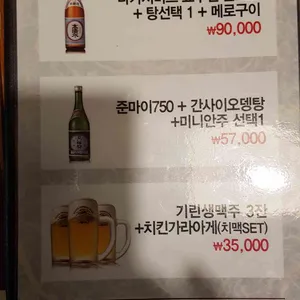 + 탕선택 1 + 메로구이
₩90,000
준마이750 + 간사이오뎅탕
+미니안주 선택1
₩57,000
기린생맥주 3잔
+치킨가라아게(치맥SET)
₩35,000